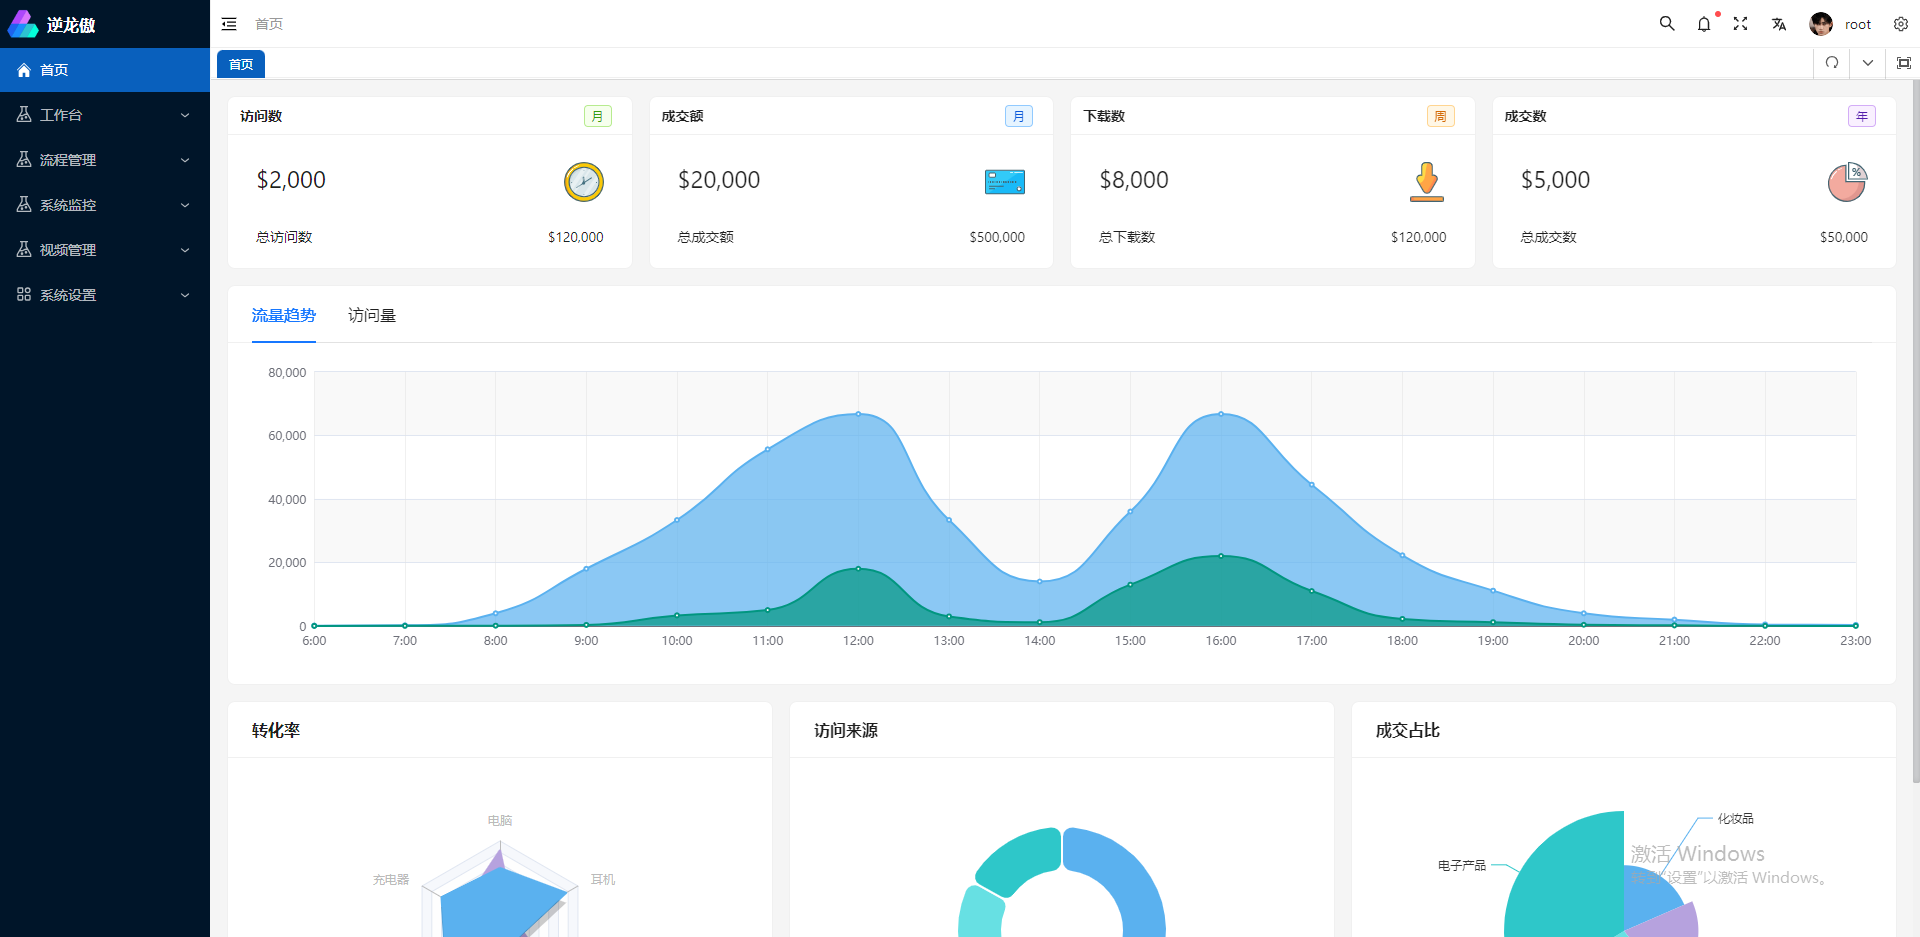 逆龙傲
首页
root
首页
首页
工作台
流程管理
系统监控
视频管理
系统设置
访问数 月
$2,000
总访问数 $120,000
成交额 月
$20,000
总成交额 $500,000
下载数 周
$8,000
总下载数 $120,000
成交数 年
%
$5,000
总成交数 $50,000
流量趋势 访问量
80,000
60,000
40,000
20,000
0
6:00 7:00 8:00 9:00 10:00 11:00 12:00 13:00 14:00 15:00 16:00 17:00 18:00 19:00 20:00 21:00 22:00 23:00
转化率
电脑
充电器
耳机
访问来源
成交占比
化妆品
电子产品
激活 Windows
转到"设置"以激活 Windows。